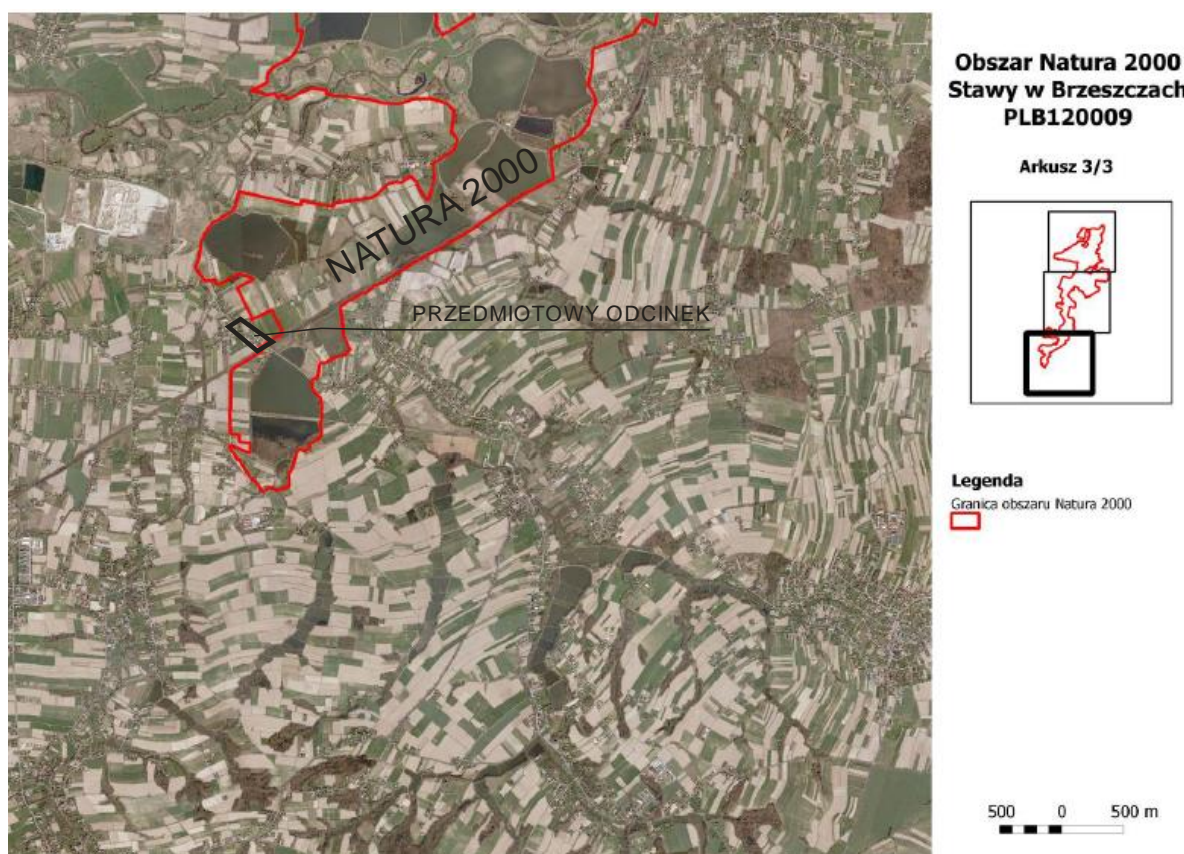 NATURA 2000
PRZEDMIOTOWY ODCINEK
Obszar Natura 2000
Stawy w Brzeszczach
PLB120009
Arkusz 3/3
Legenda
Granica obszaru Natura 2000
500 0 500 m